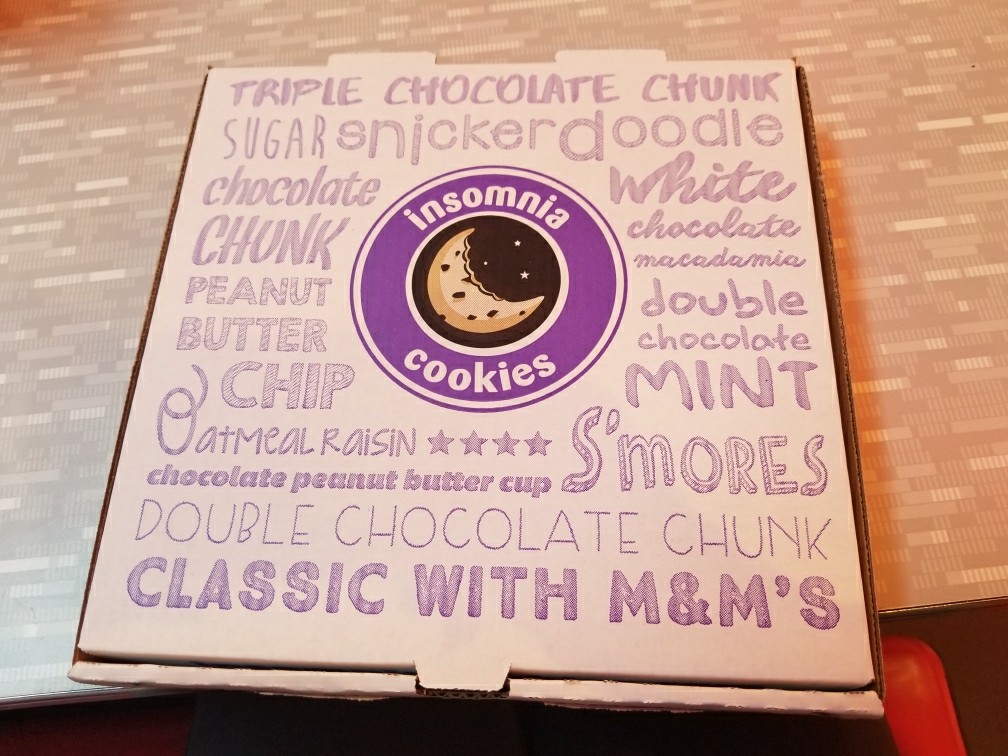 TRIPLE CHOCOLATE CHUNK
SUGAR snickerdoodle
chocolate
CHUNK
PEANUT
BUTTER
CHIP
insomnia
cookies
White
chocolate
macadamia
double
chocolate
MINT
Oatmeal Raisin ★★★★
S'mores
chocolate peanut butter cup
DOUBLE CHOCOLATE CHUNK
CLASSIC WITH M&M'S